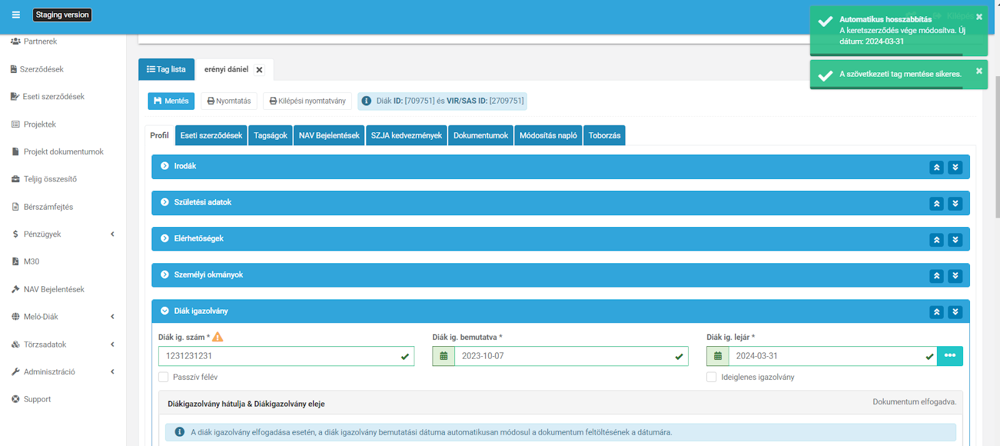 Staging version
Kilépés
Automatikus hosszabbítás
A keretszerződés vége módosítva. Új
dátum: 2024-03-31
A szövetkezeti tag mentése sikeres.
Partnerek
Szerződések
Eseti szerződések
Projektek
Projekt dokumentumok
Teljig összesítő
Bérszámfejtés
Pénzügyek
M30
NAV Bejelentések
Meló-Diák
Törzsadatok
Adminisztráció
Support
Tag lista
erényi dániel
Mentés
Nyomtatás
Kilépési nyomtatvány
Diák ID: [709751] és VIR/SAS ID: [2709751]
Profil
Eseti szerződések
Tagságok
NAV Bejelentések
SZJA kedvezmények
Dokumentumok
Módosítás napló
Toborzás
Irodák
Születési adatok
Elérhetőségek
Személyi okmányok
Diák igazolvány
Diák ig. szám *
Diák ig. bemutatva *
Diák ig. lejár *
1231231231
2023-10-07
2024-03-31
Passzív félév
Ideiglenes igazolvány
Diákigazolvány hátulja & Diákigazolvány eleje
Dokumentum elfogadva.
A diák igazolvány elfogadása esetén, a diák igazolvány bemutatási dátuma automatikusan módosul a dokumentum feltöltésének a dátumára.